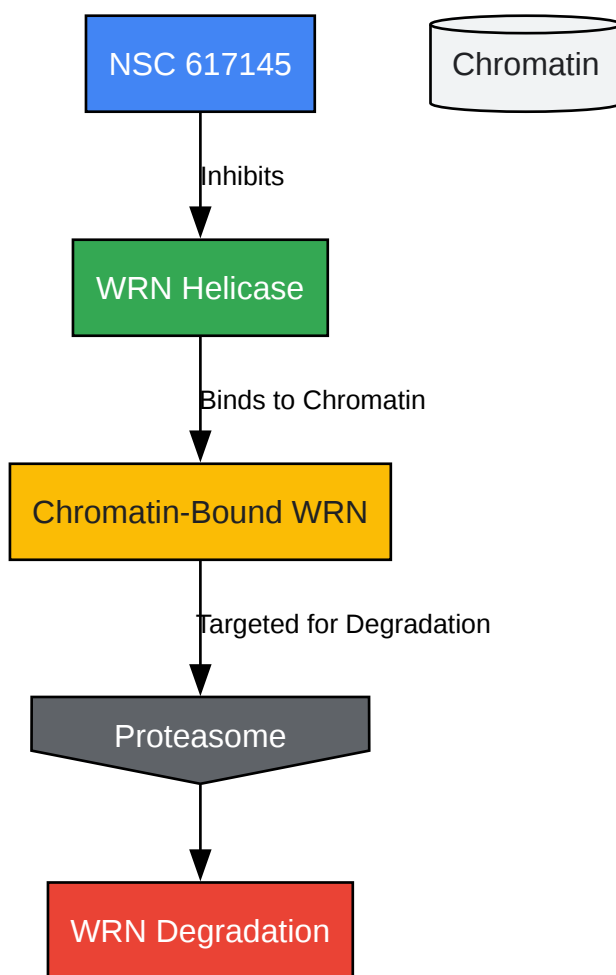 NSC 617145
Chromatin
Inhibits
WRN Helicase
Binds to Chromatin
Chromatin-Bound WRN
Targeted for Degradation
Proteasome
WRN Degradation